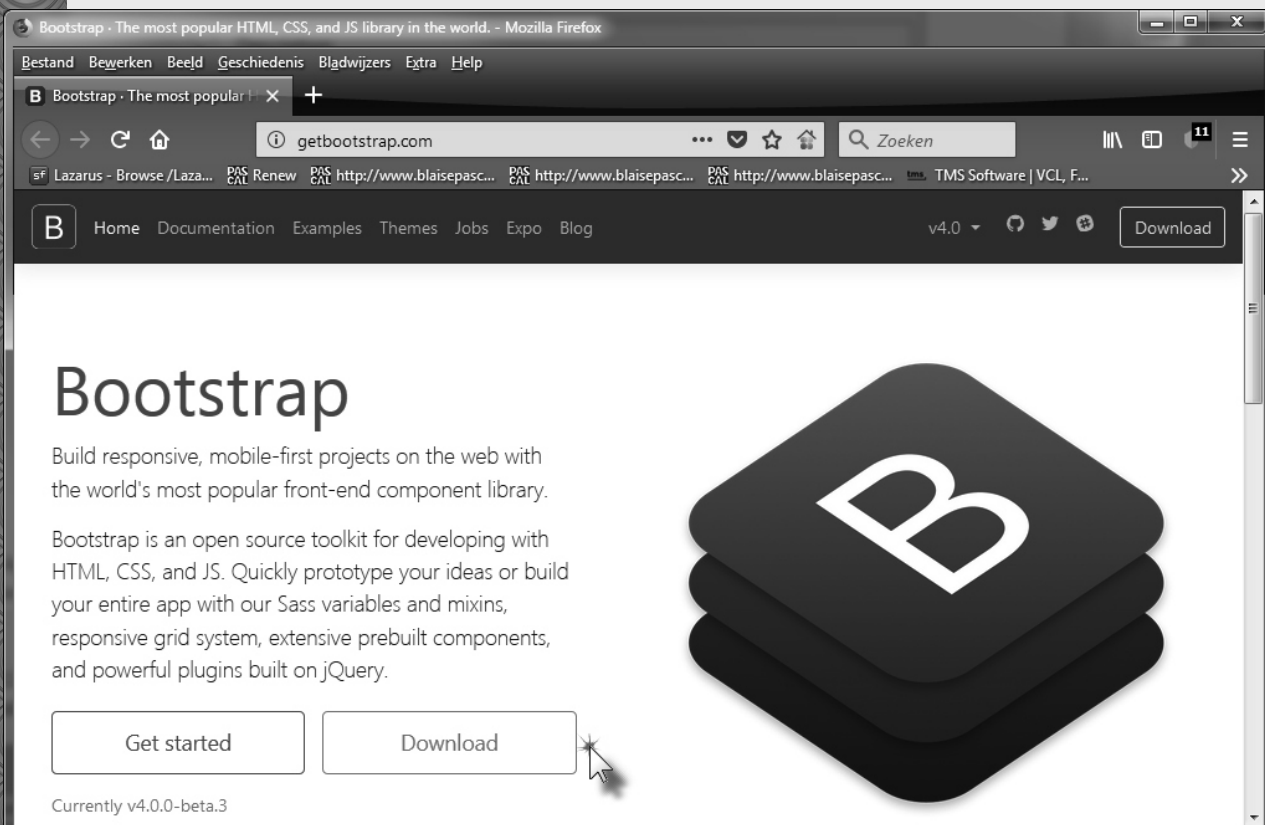 Bootstrap · The most popular HTML, CSS, and JS library in the world. - Mozilla Firefox
Bestand Bewerken Beeld Geschiedenis Bladwijzers Extra Help
B Bootstrap · The most popular H
getbootstrap.com
Zoeken
11
sf Lazarus - Browse /Laza... PASCAL Renew PASCAL http://www.blaisepasc... PASCAL http://www.blaisepasc... PASCAL http://www.blaisepasc... tms TMS Software | VCL, F...
B Home Documentation Examples Themes Jobs Expo Blog v4.0 Download
Bootstrap
Build responsive, mobile-first projects on the web with
the world's most popular front-end component library.
Bootstrap is an open source toolkit for developing with
HTML, CSS, and JS. Quickly prototype your ideas or build
your entire app with our Sass variables and mixins,
responsive grid system, extensive prebuilt components,
and powerful plugins built on jQuery.
B
Get started Download
Currently v4.0.0-beta.3